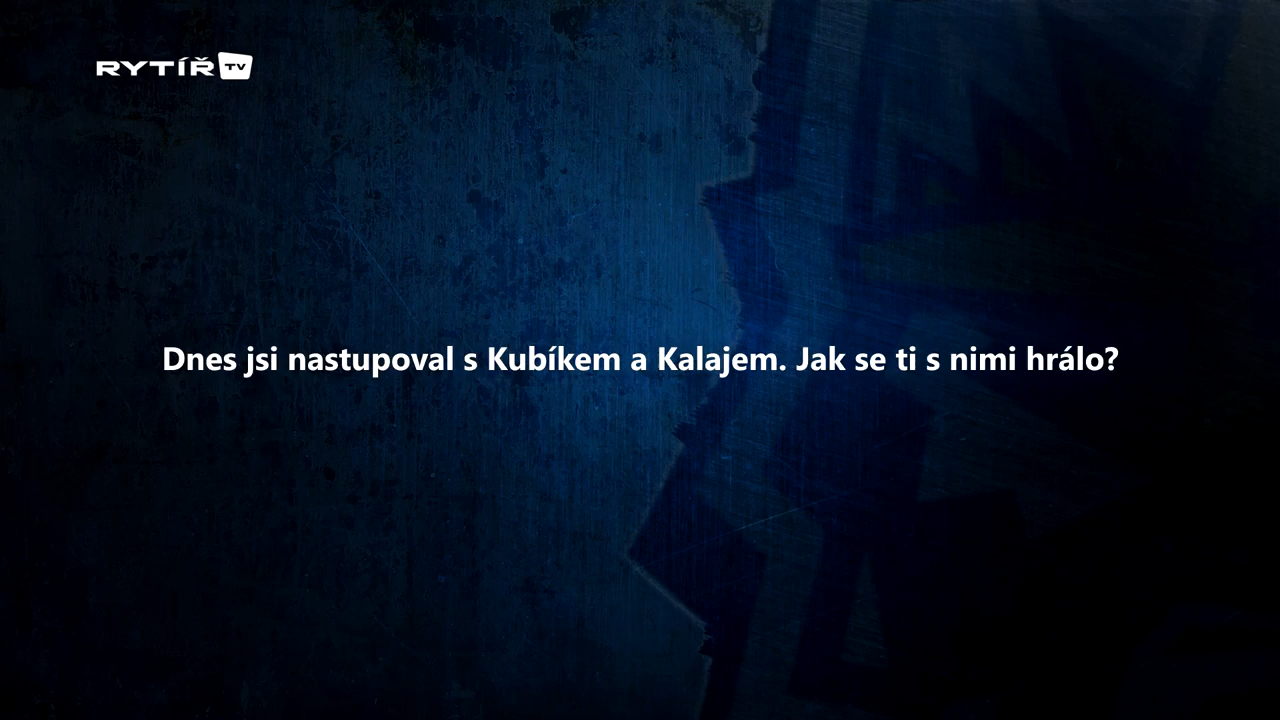 RYTÍŘ TV
Dnes jsi nastupoval s Kubíkem a Kalajem. Jak se ti s nimi hrálo?